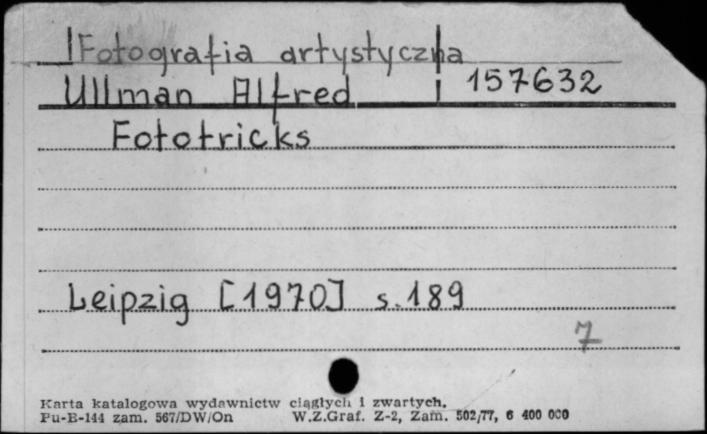 Fotografia artystyczna
Ullman Alfred 157632
Fototricks
Leipzig [1970] s. 189
7
Karta katalogowa wydawnictw ciągłych i zwartych.
Pu-B-144 zam. 567/DW/On W.Z.Graf. Z-2, Zam. 502/77, 6 400 000